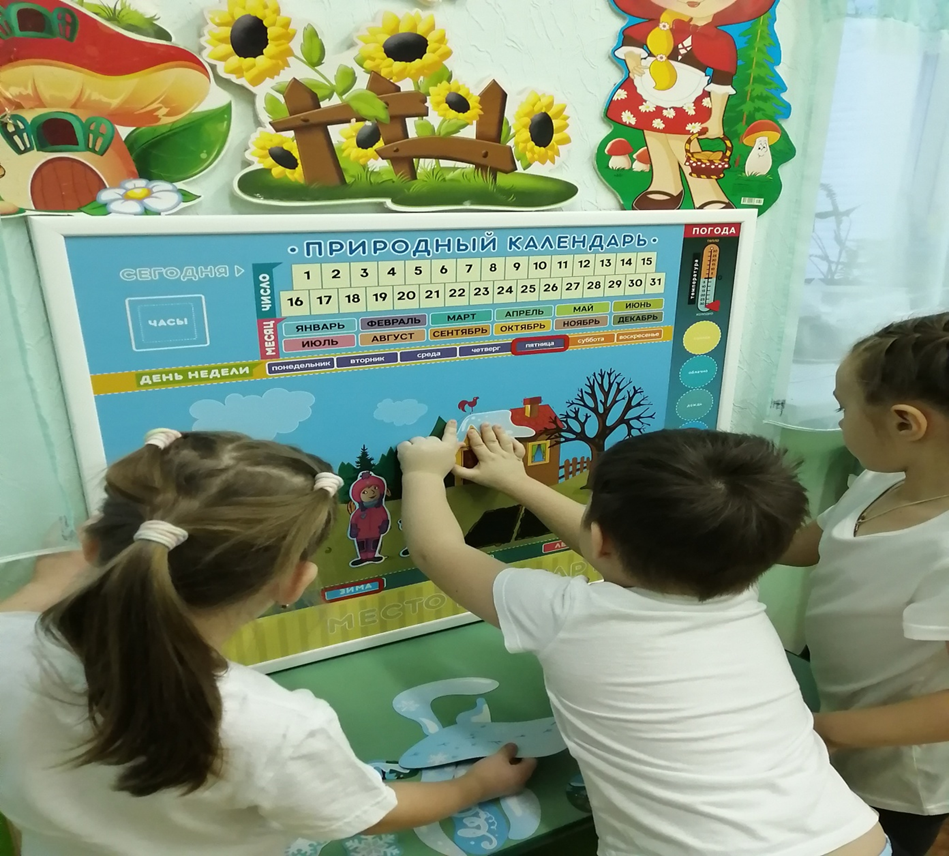 • ПРИРОДНЫЙ КАЛЕНДАРЬ •
ПОГОДА
СЕГОДНЯ
ЧАСЫ
ЧИСЛО
1 2 3 4 5 6 7 8 9 10 11 12 13 14 15
16 17 18 19 20 21 22 23 24 25 26 27 28 29 30 31
МЕСЯЦ
ЯНВАРЬ ФЕВРАЛЬ МАРТ АПРЕЛЬ МАЙ ИЮНЬ
ИЮЛЬ АВГУСТ СЕНТЯБРЬ ОКТЯБРЬ НОЯБРЬ ДЕКАБРЬ
ДЕНЬ НЕДЕЛИ
понедельник вторник среда четверг пятница суббота воскресенье
температура
ЗИМА
МЕСТО